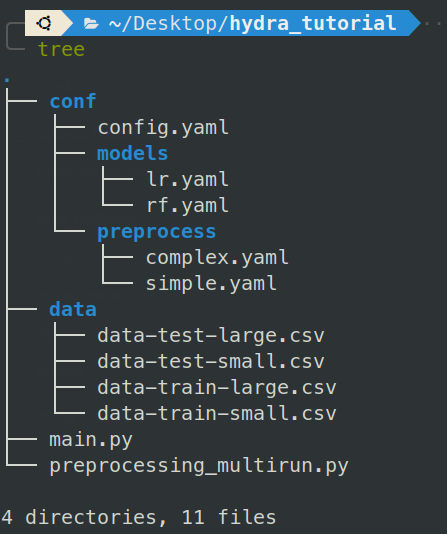 ~/Desktop/hydra_tutorial
tree
.
├── conf
│   ├── config.yaml
│   ├── models
│   │   ├── lr.yaml
│   │   └── rf.yaml
│   └── preprocess
│       ├── complex.yaml
│       └── simple.yaml
├── data
│   ├── data-test-large.csv
│   ├── data-test-small.csv
│   ├── data-train-large.csv
│   └── data-train-small.csv
├── main.py
└── preprocessing_multirun.py
4 directories, 11 files